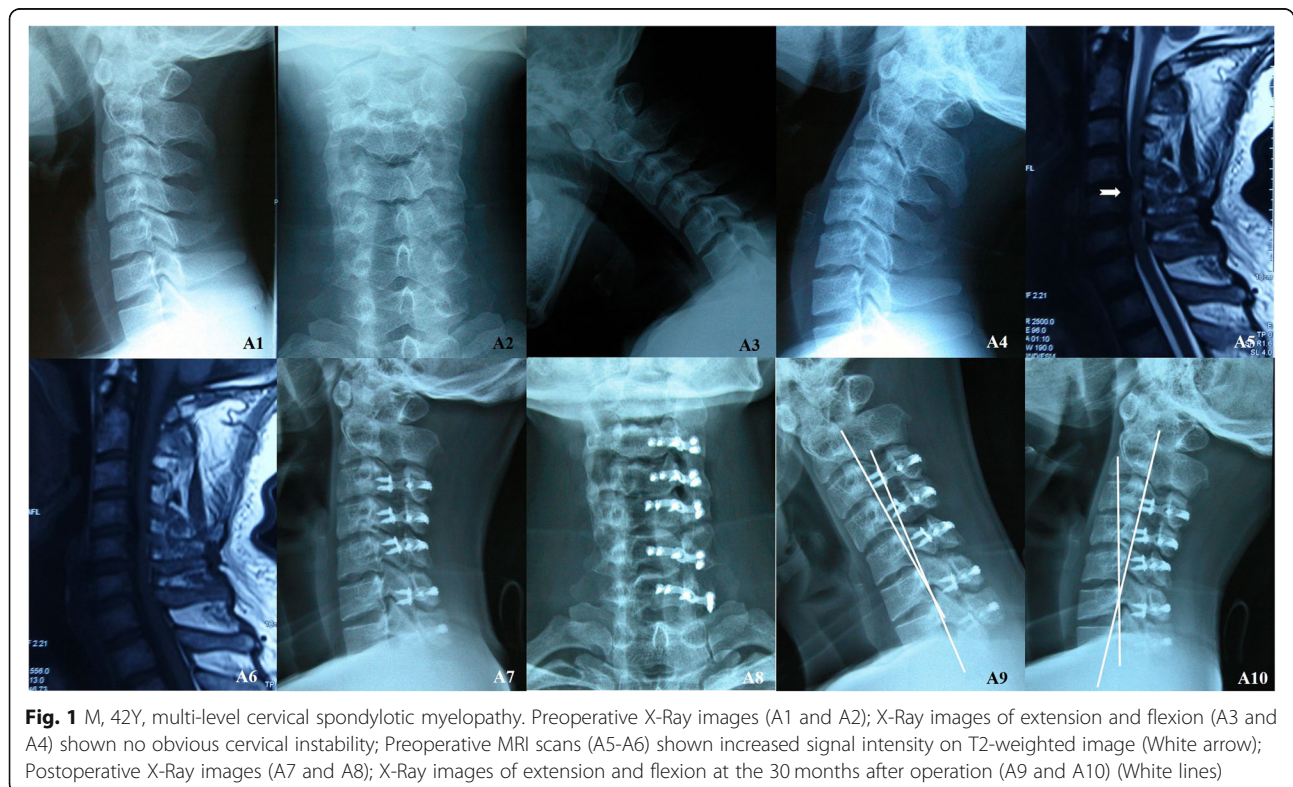 A1
A2
A3
A4
A5
A6
A7
A8
A9
A10
F 2.21
F 2.21
Fig. 1 M, 42Y, multi-level cervical spondylotic myelopathy. Preoperative X-Ray images (A1 and A2); X-Ray images of extension and flexion (A3 and
A4) shown no obvious cervical instability; Preoperative MRI scans (A5-A6) shown increased signal intensity on T2-weighted image (White arrow);
Postoperative X-Ray images (A7 and A8); X-Ray images of extension and flexion at the 30 months after operation (A9 and A10) (White lines)